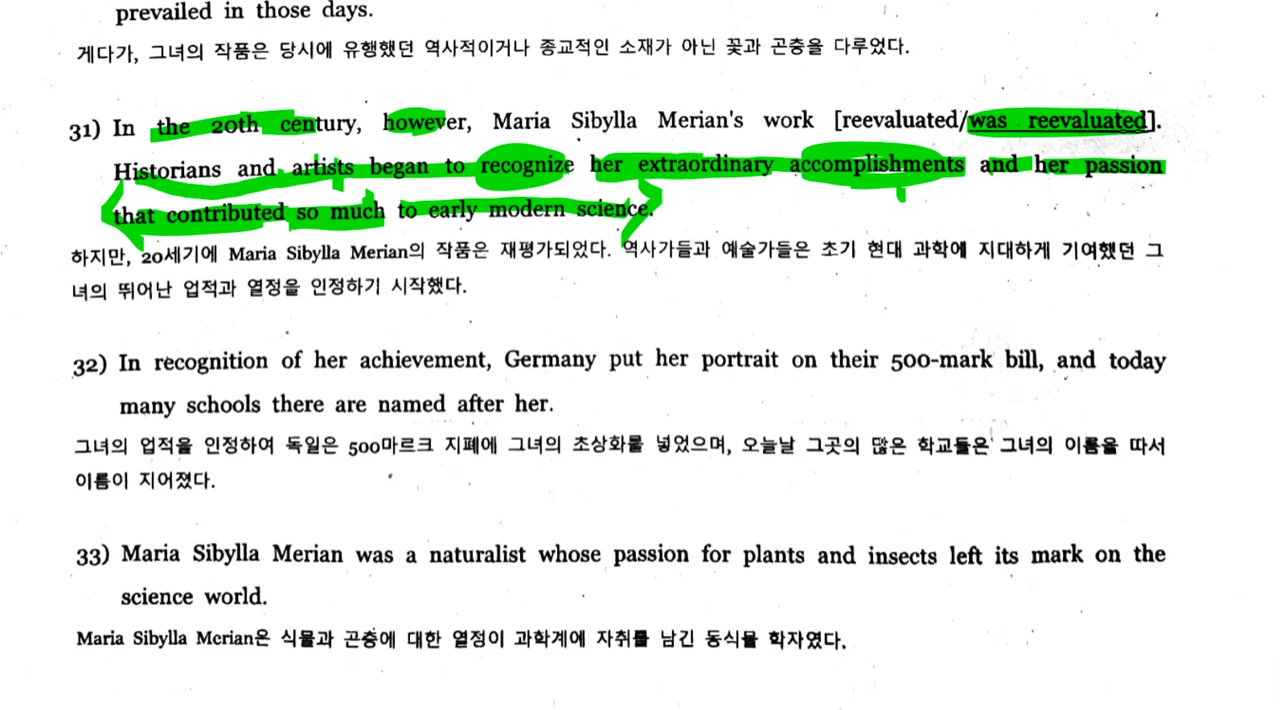 prevailed in those days.
게다가, 그녀의 작품은 당시에 유행했던 역사적이거나 종교적인 소재가 아닌 꽃과 곤충을 다루었다.
31) In the 20th century, however, Maria Sibylla Merian's work [reevaluated/was reevaluated].
Historians and artists began to recognize her extraordinary accomplishments and her passion
that contributed so much to early modern science.
하지만, 20세기에 Maria Sibylla Merian의 작품은 재평가되었다. 역사가들과 예술가들은 초기 현대 과학에 지대하게 기여했던 그
녀의 뛰어난 업적과 열정을 인정하기 시작했다.
32) In recognition of her achievement, Germany put her portrait on their 500-mark bill, and today
many schools there are named after her.
그녀의 업적을 인정하여 독일은 500마르크 지폐에 그녀의 초상화를 넣었으며, 오늘날 그곳의 많은 학교들은 그녀의 이름을 따서
이름이 지어졌다.
33) Maria Sibylla Merian was a naturalist whose passion for plants and insects left its mark on the
science world.
Maria Sibylla Merian은 식물과 곤충에 대한 열정이 과학계에 자취를 남긴 동식물 학자였다.